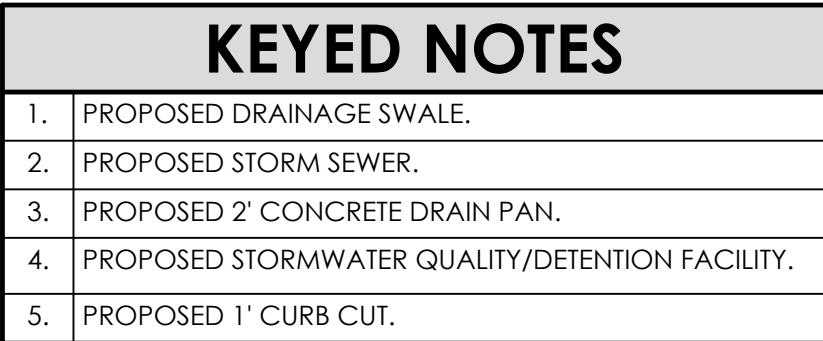 KEYED NOTES
1. PROPOSED DRAINAGE SWALE.
2. PROPOSED STORM SEWER.
3. PROPOSED 2' CONCRETE DRAIN PAN.
4. PROPOSED STORMWATER QUALITY/DETENTION FACILITY.
5. PROPOSED 1' CURB CUT.